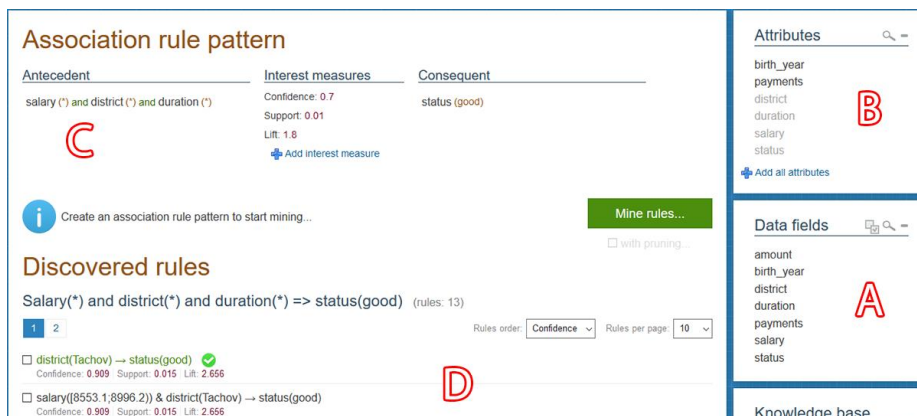 Association rule pattern
Antecedent
salary (*) and district (*) and duration (*)
C
Interest measures
Confidence: 0.7
Support: 0.01
Lift: 1.8
Add interest measure
Consequent
status (good)
i Create an association rule pattern to start mining...
Mine rules...
with pruning...
Discovered rules
Salary(*) and district(*) and duration(*) => status(good) (rules: 13)
1 2
Rules order: Confidence Rules per page: 10
district(Tachov) → status(good)
Confidence: 0.909 Support: 0.015 Lift: 2.656
D
salary([8553.1;8996.2)) & district(Tachov) → status(good)
Confidence: 0.909 Support: 0.015 Lift: 2.656
Attributes
birth_year
payments
district
duration
salary
status
B
Add all attributes
Data fields
amount
birth_year
district
duration
payments
salary
status
A
Knowledge base